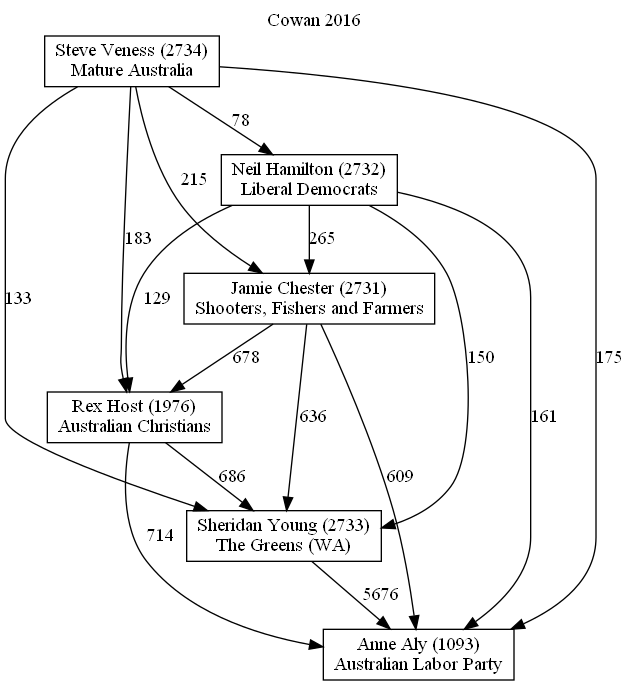 Cowan 2016
Steve Veness (2734)
Mature Australia
78
Neil Hamilton (2732)
Liberal Democrats
215
183
265
133
129
Jamie Chester (2731)
Shooters, Fishers and Farmers
678
150
175
Rex Host (1976)
Australian Christians
636
161
686
609
Sheridan Young (2733)
The Greens (WA)
714
5676
Anne Aly (1093)
Australian Labor Party